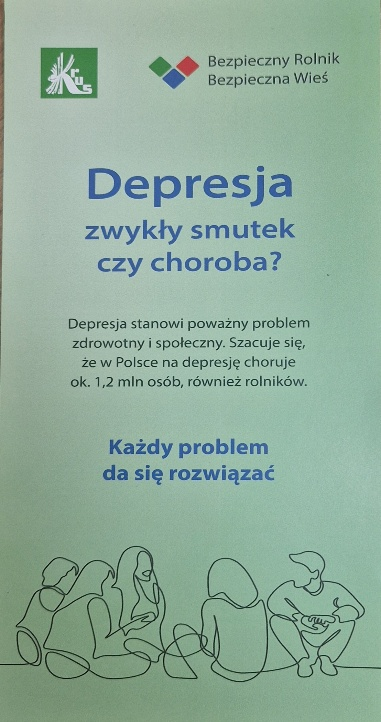 Krus
Bezpieczny Rolnik
Bezpieczna Wieś
Depresja
zwykły smutek
czy choroba?
Depresja stanowi poważny problem
zdrowotny i społeczny. Szacuje się,
że w Polsce na depresję choruje
ok. 1,2 mln osób, również rolników.
Każdy problem
da się rozwiązać